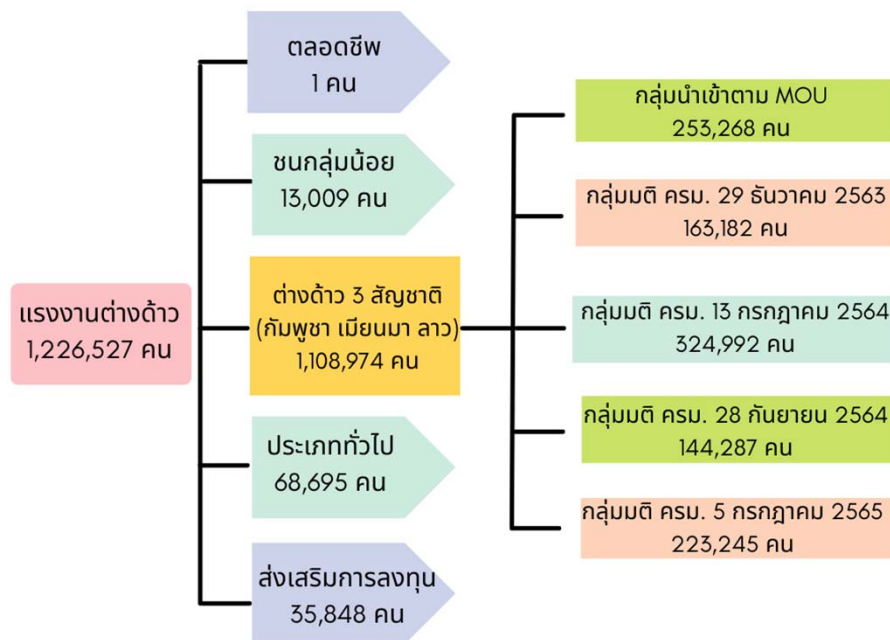 แรงงานต่างด้าว
1,226,527 คน
ตลอดชีพ
1 คน
ชนกลุ่มน้อย
13,009 คน
ต่างด้าว 3 สัญชาติ
(กัมพูชา เมียนมา ลาว)
1,108,974 คน
ประเภททั่วไป
68,695 คน
ส่งเสริมการลงทุน
35,848 คน
กลุ่มนำเข้าตาม MOU
253,268 คน
กลุ่มมติ ครม. 29 ธันวาคม 2563
163,182 คน
กลุ่มมติ ครม. 13 กรกฎาคม 2564
324,992 คน
กลุ่มมติ ครม. 28 กันยายน 2564
144,287 คน
กลุ่มมติ ครม. 5 กรกฎาคม 2565
223,245 คน